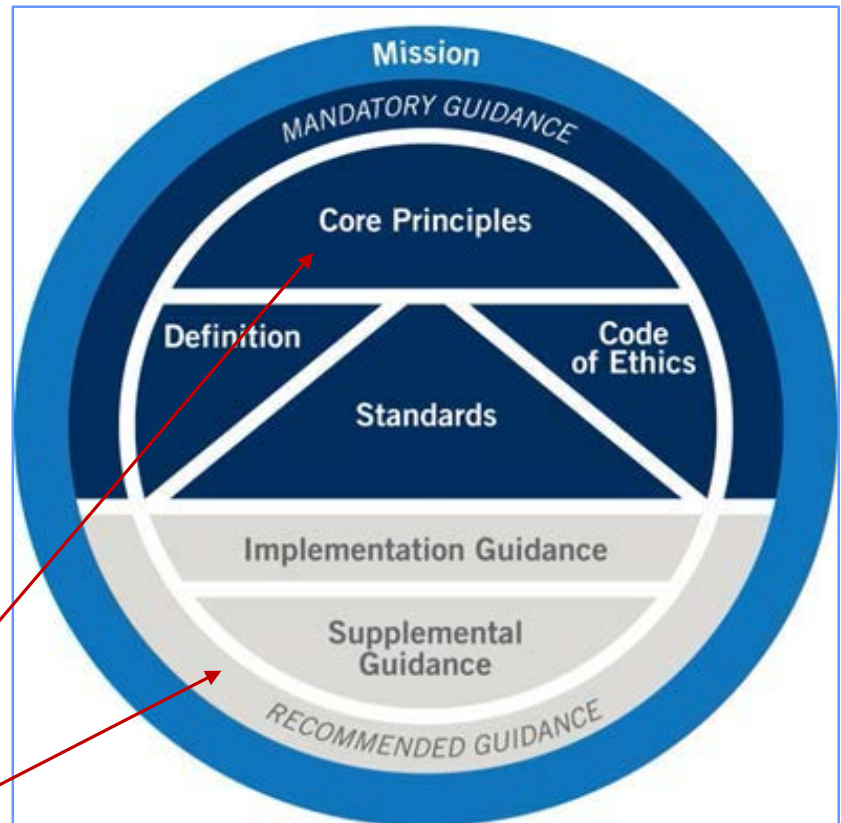 Mission
MANDATORY GUIDANCE
Core Principles
Definition
Code
of Ethics
Standards
Implementation Guidance
Supplemental
Guidance
RECOMMENDED GUIDANCE